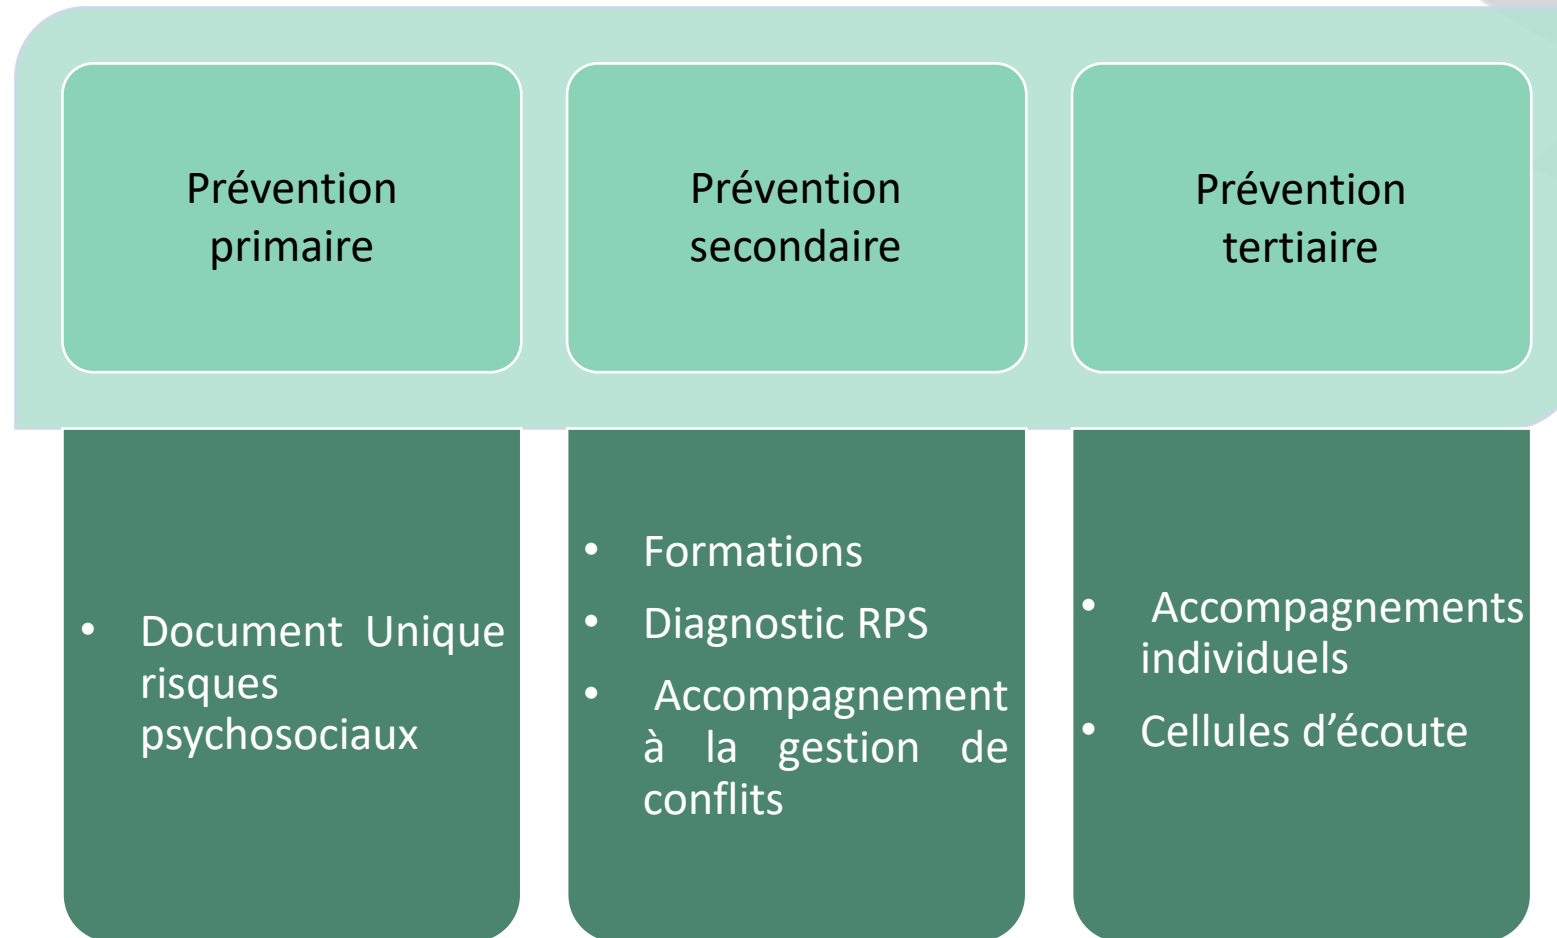 Prévention
primaire
Prévention
secondaire
Prévention
tertiaire
• Document Unique
risques
psychosociaux
• Formations
• Diagnostic RPS
• Accompagnement
à la gestion de
conflits
• Accompagnements
individuels
• Cellules d’écoute